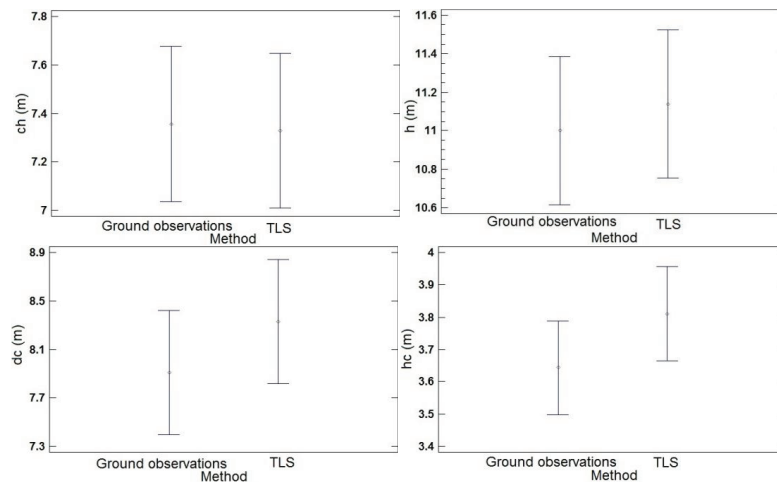 7.8
7.6
7.4
7.2
7
ch (m)
Ground observations TLS
Method
11.6
11.4
11.2
11
10.8
10.6
h (m)
Ground observations TLS
Method
8.9
8.5
8.1
7.7
7.3
dc (m)
Ground observations TLS
Method
4
3.9
3.8
3.7
3.6
3.5
3.4
hc (m)
Ground observations TLS
Method